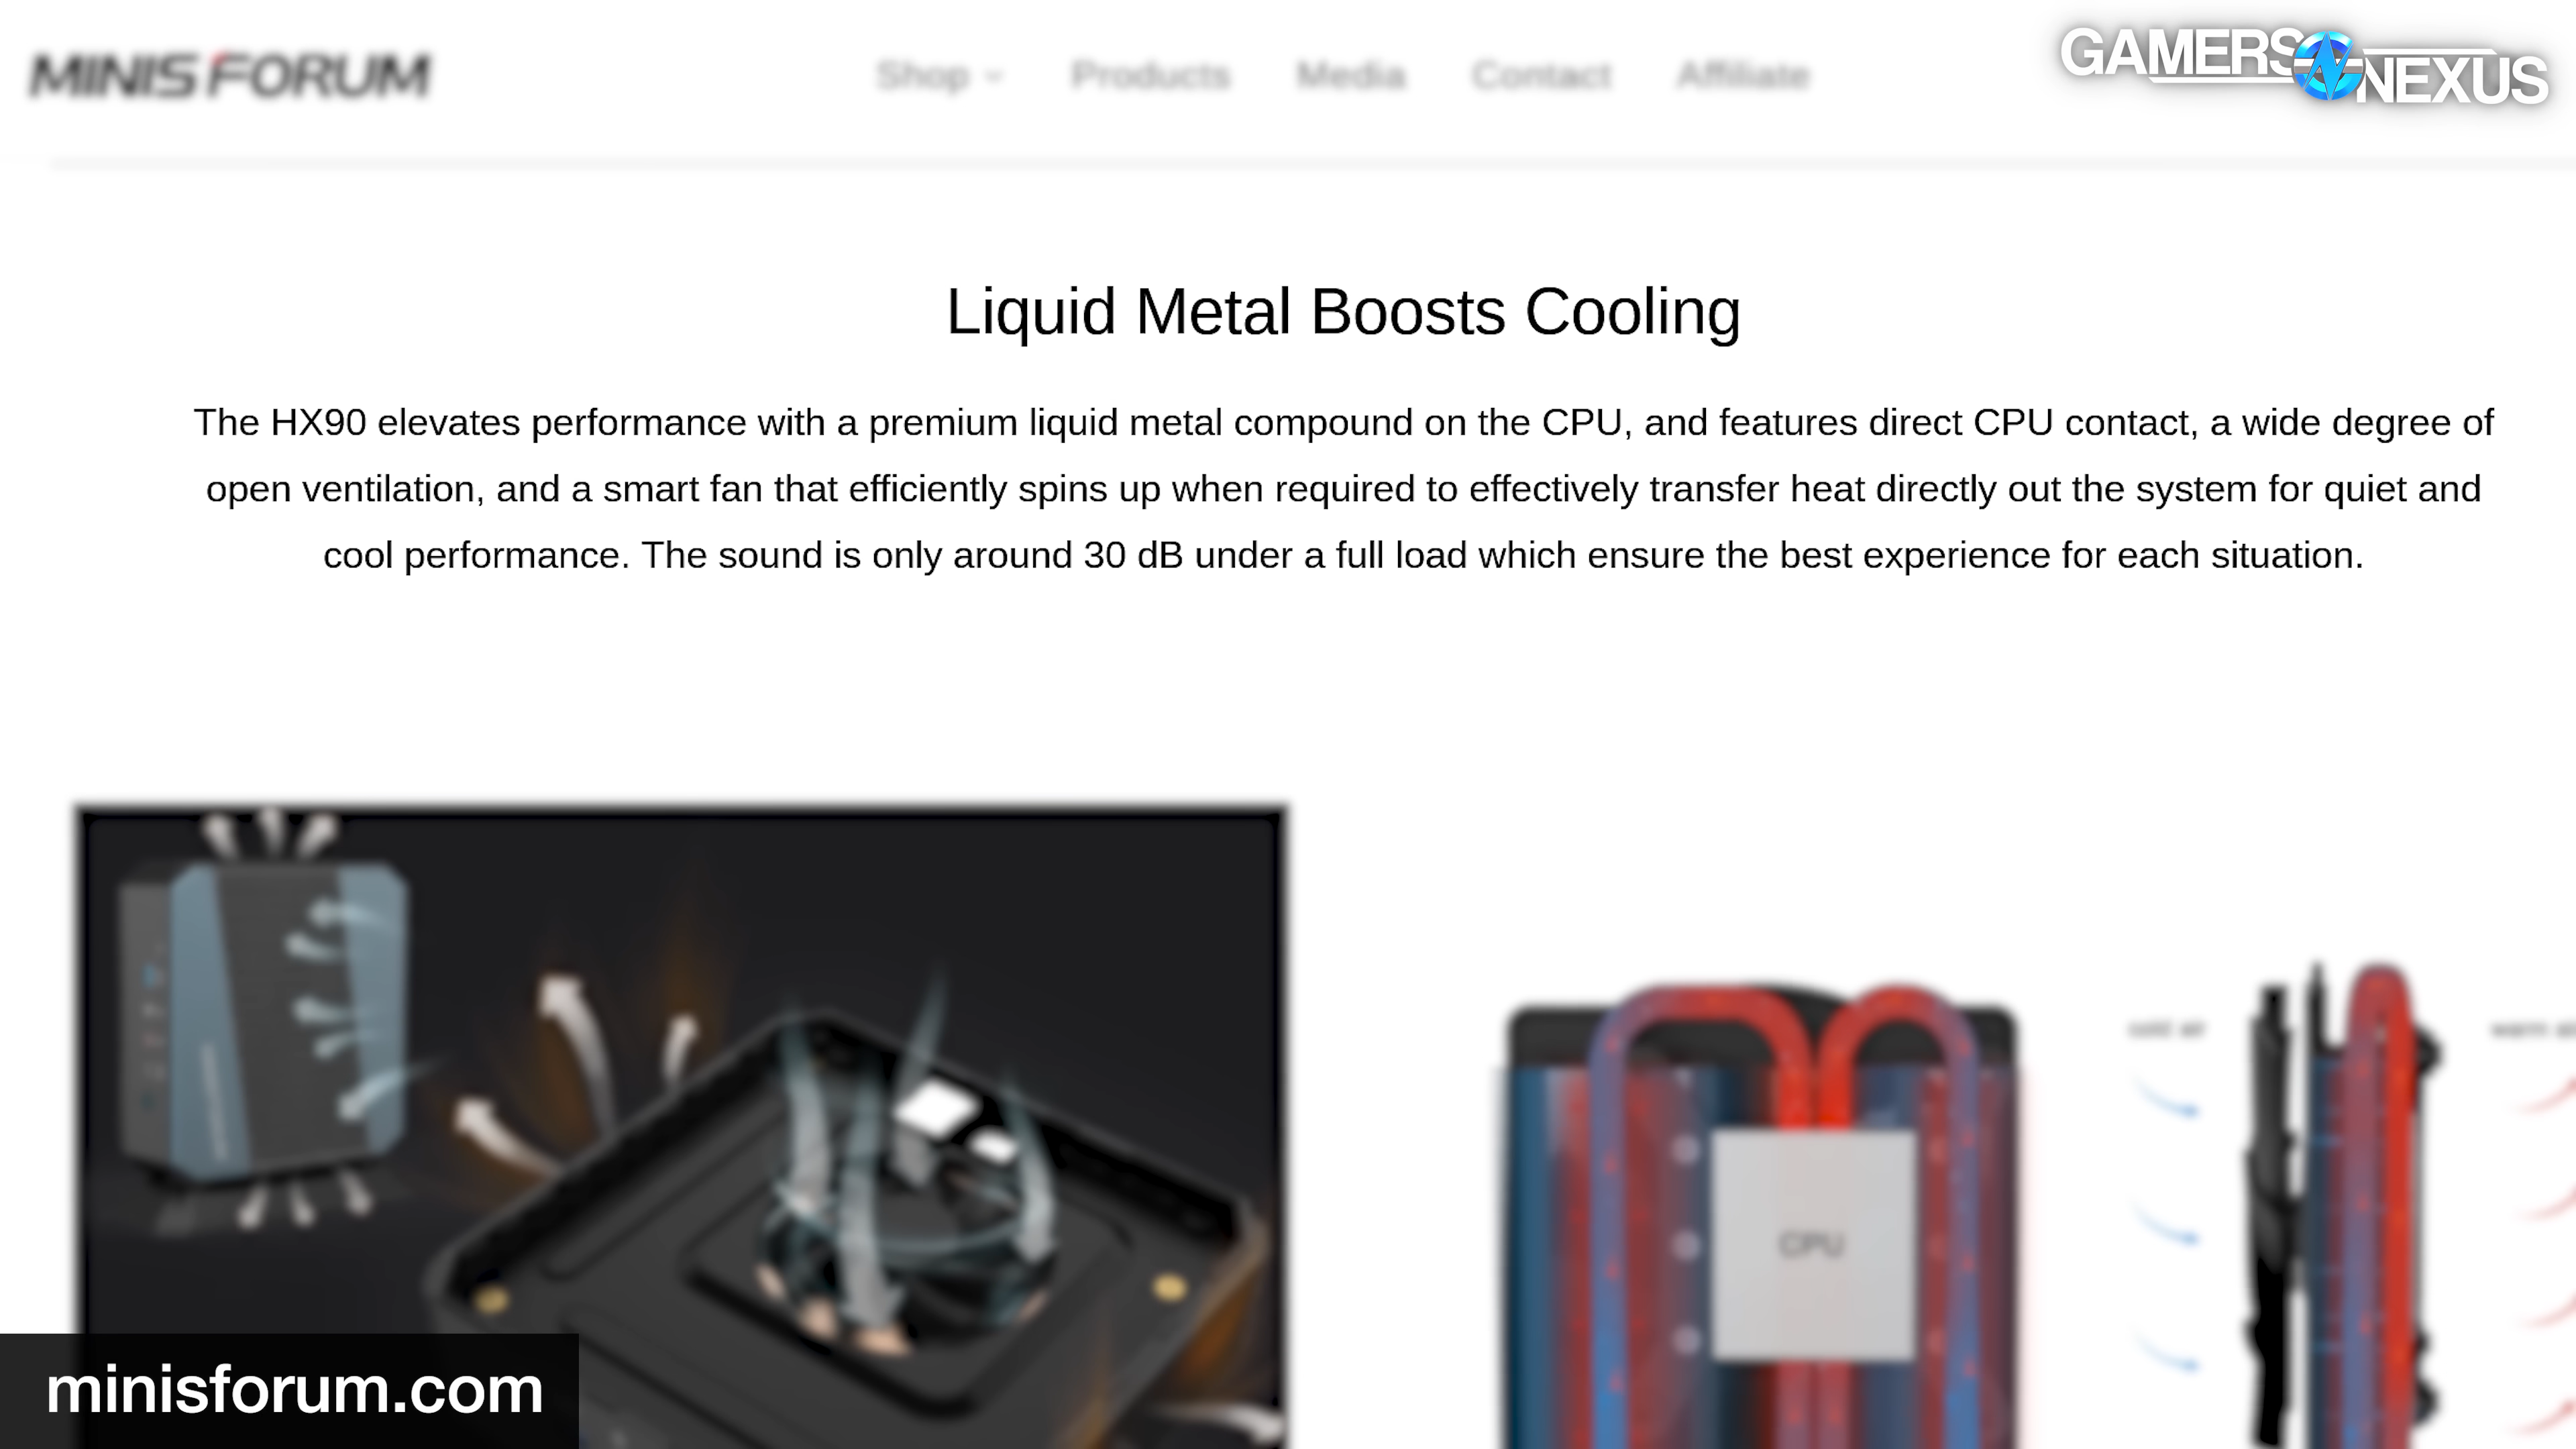 MINISFORUM
Shop
Products
Media
Contact
Affiliate
GAMERS NEXUS
Liquid Metal Boosts Cooling
The HX90 elevates performance with a premium liquid metal compound on the CPU, and features direct CPU contact, a wide degree of
open ventilation, and a smart fan that efficiently spins up when required to effectively transfer heat directly out the system for quiet and
cool performance. The sound is only around 30 dB under a full load which ensure the best experience for each situation.
cold air
warm
CPU
minisforum.com